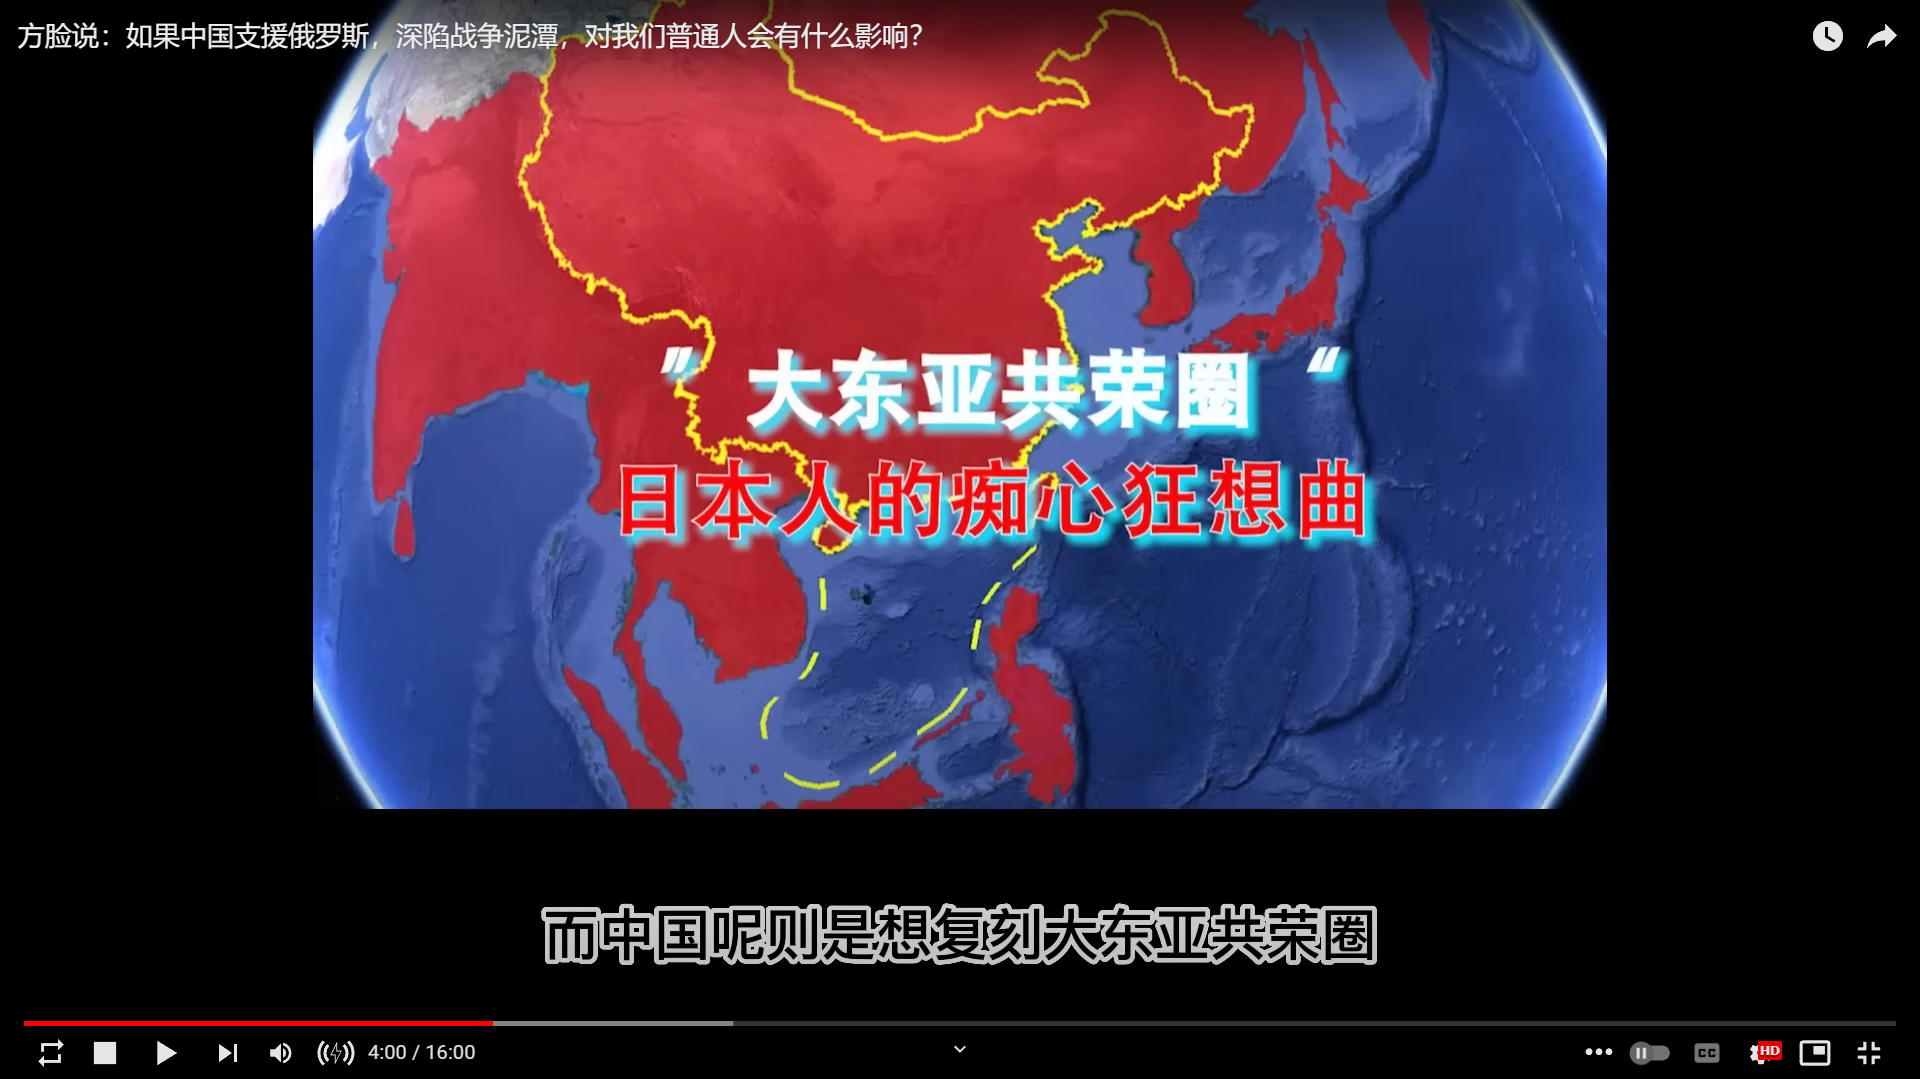 方脸说：如果中国支援俄罗斯，深陷战争泥潭，对我们普通人会有什么影响？
”大东亚共荣圈“
日本人的痴心狂想曲
而中国呢则是想复刻大东亚共荣圈
4:00 / 16:00
CC
HD